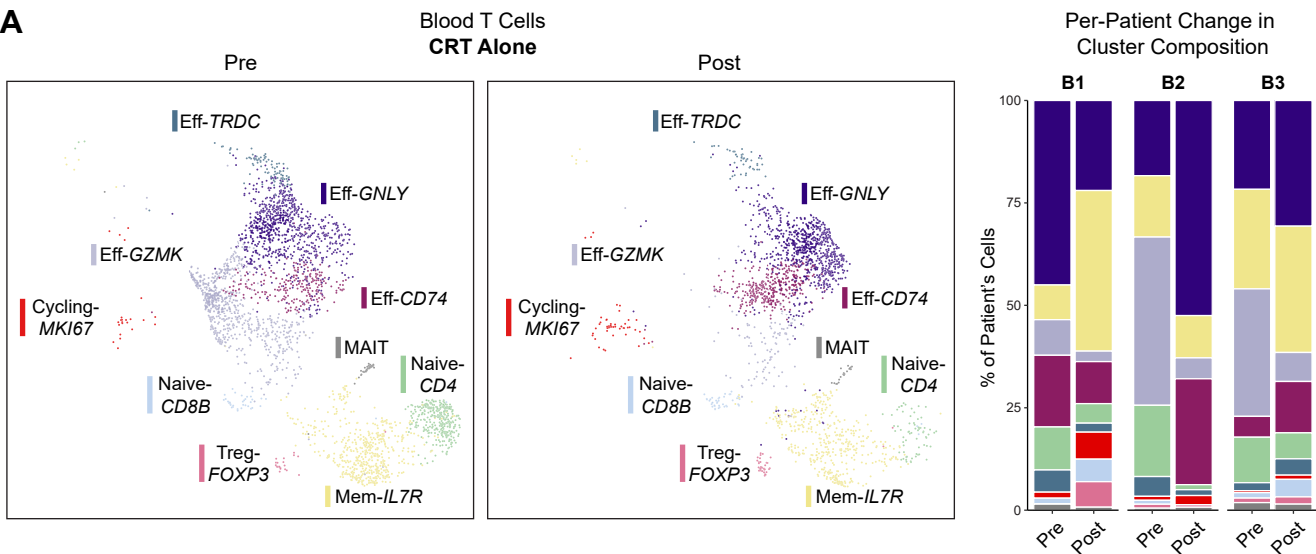 A
Blood T Cells
CRT Alone
Pre
Post
Eff-TRDC
Eff-GNLY
Eff-GZMK
Eff-CD74
Cycling-
MKI67
MAIT
Naive-
CD4
Naive-
CD8B
Treg-
FOXP3
Mem-IL7R
Eff-TRDC
Eff-GNLY
Eff-GZMK
Eff-CD74
Cycling-
MKI67
MAIT
Naive-
CD4
Naive-
CD8B
Treg-
FOXP3
Mem-IL7R
Per-Patient Change in
Cluster Composition
B1 B2 B3
% of Patient's Cells
100
75
50
25
0
Pre Post Pre Post Pre Post